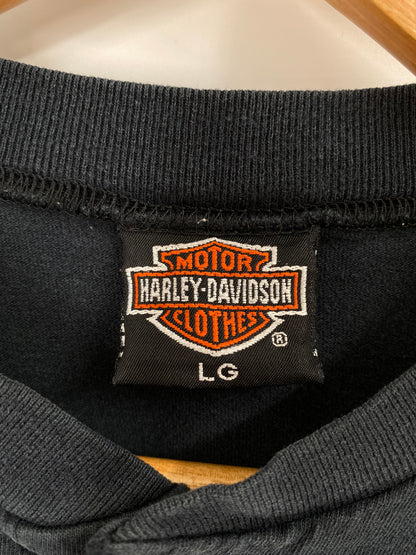 MOTOR
HARLEY-DAVIDSON
CLOTHES
®
LG